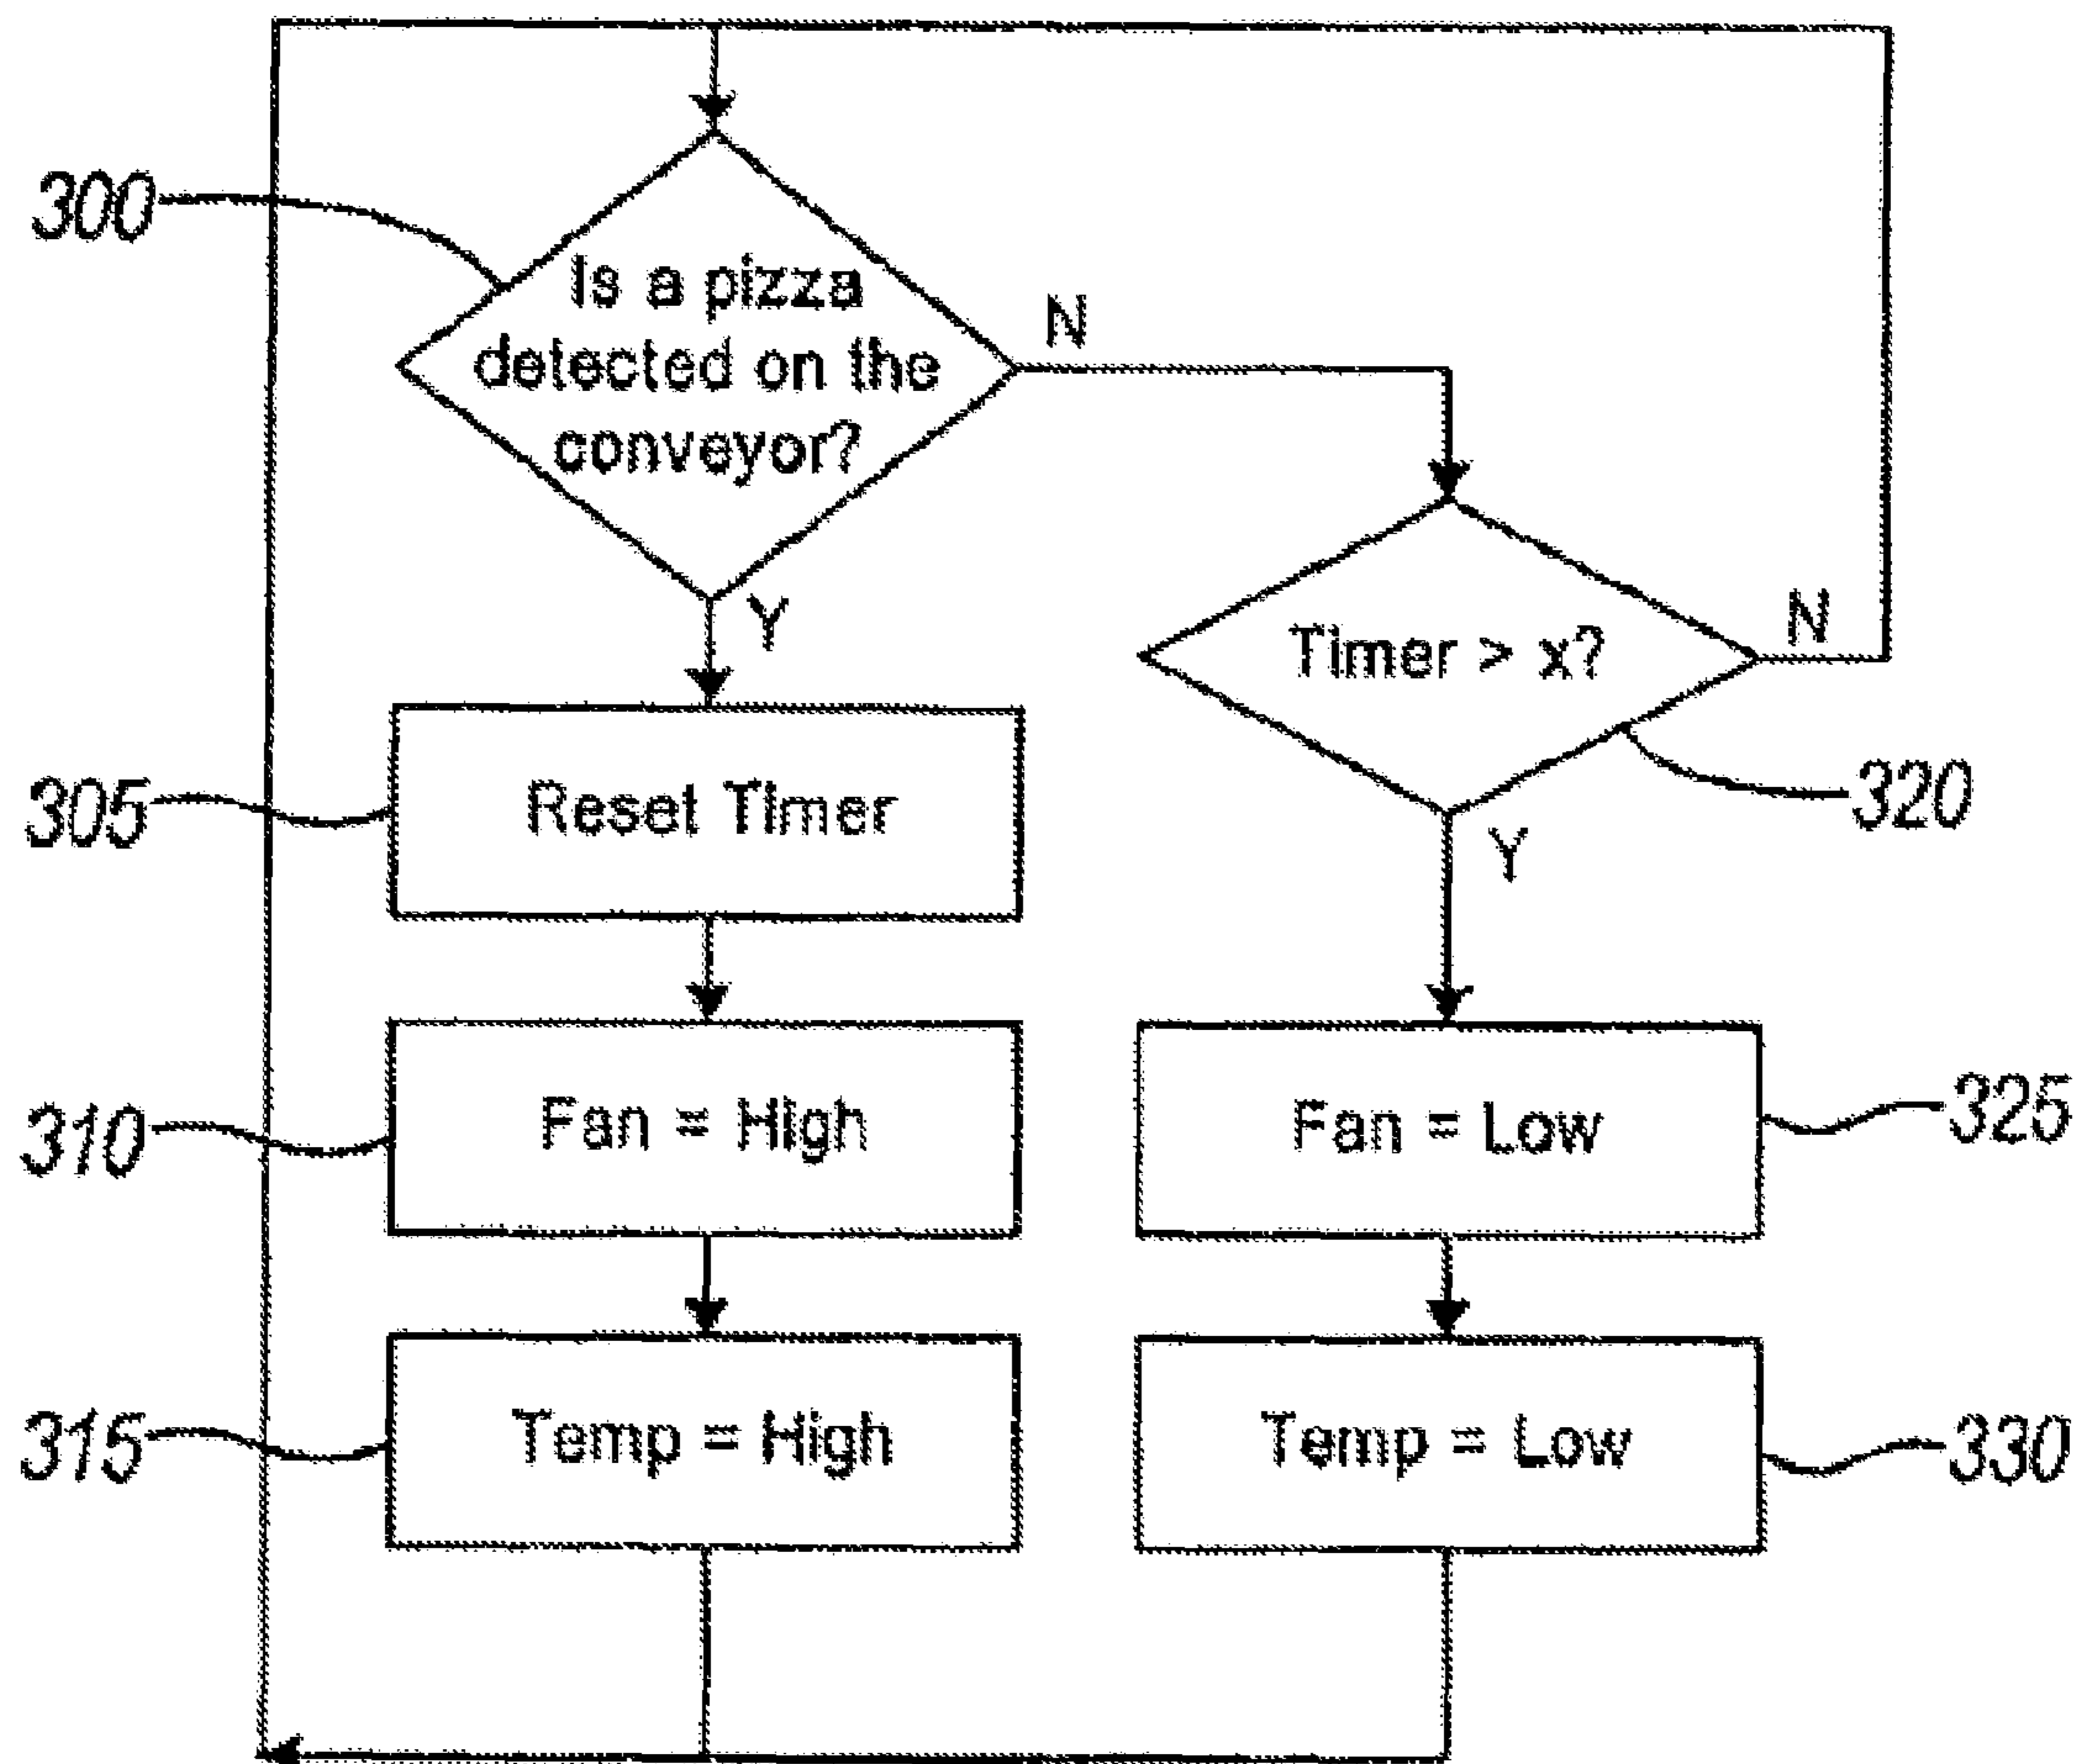 300
Is a pizza
detected on the
conveyor?
N
Y
Timer > x?
N
320
Y
305
Reset Timer
310
Fan = High
Fan = Low
325
315
Temp = High
Temp = Low
330